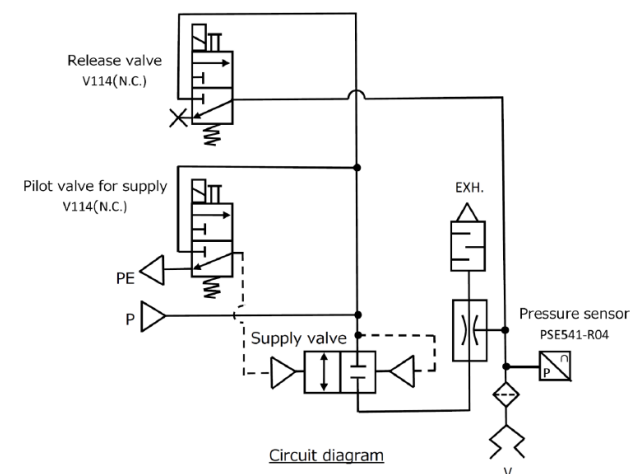 Release valve
V114(N.C.)
Pilot valve for supply
V114(N.C.)
EXH.
PE
P
Supply valve
Pressure sensor
PSE541-R04
P
Circuit diagram
V